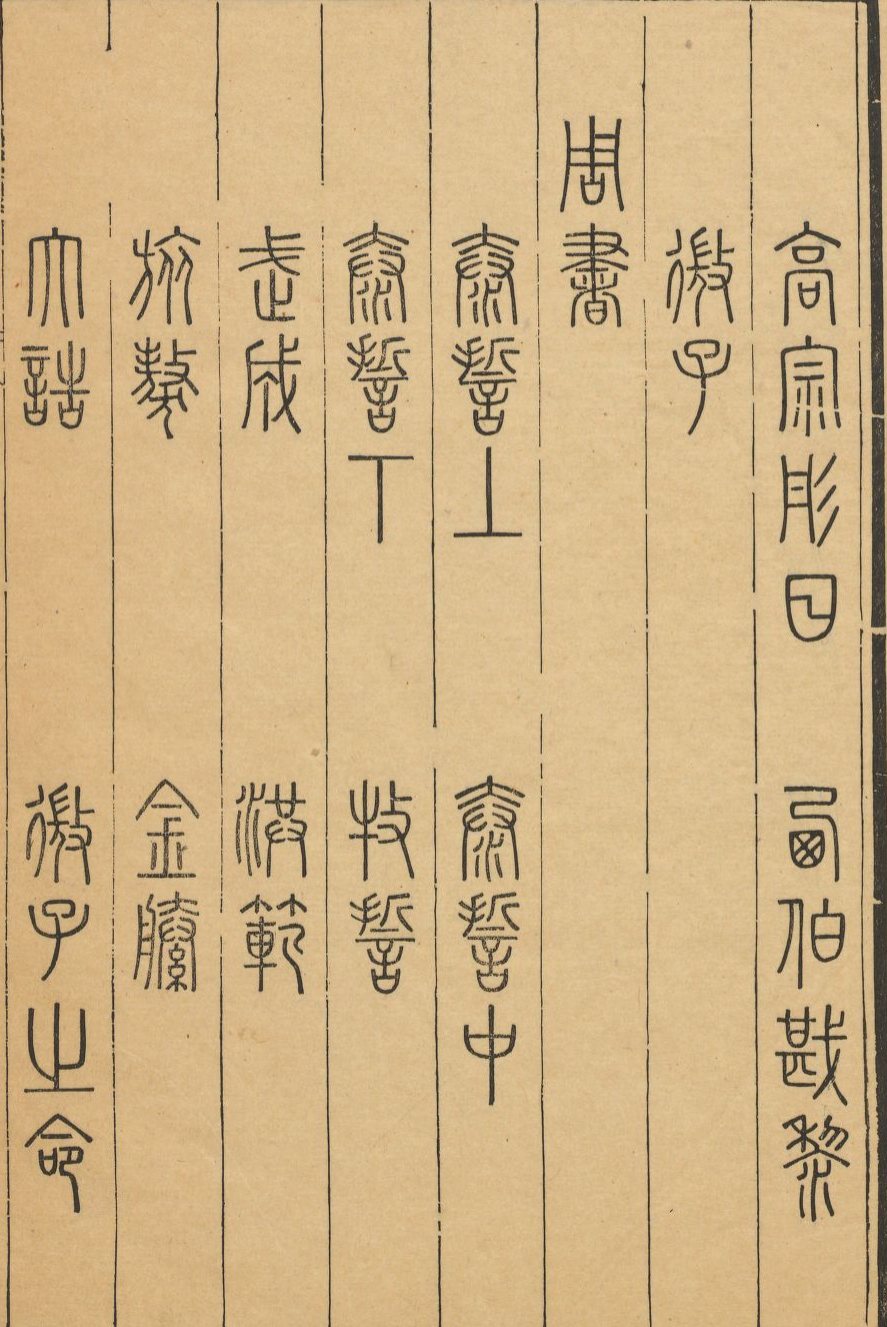 高宗肜日　西伯戡黎
微子
周書
泰誓上　泰誓中
泰誓下　牧誓
武成　洪範
旅獒　金縢
大誥　微子之命